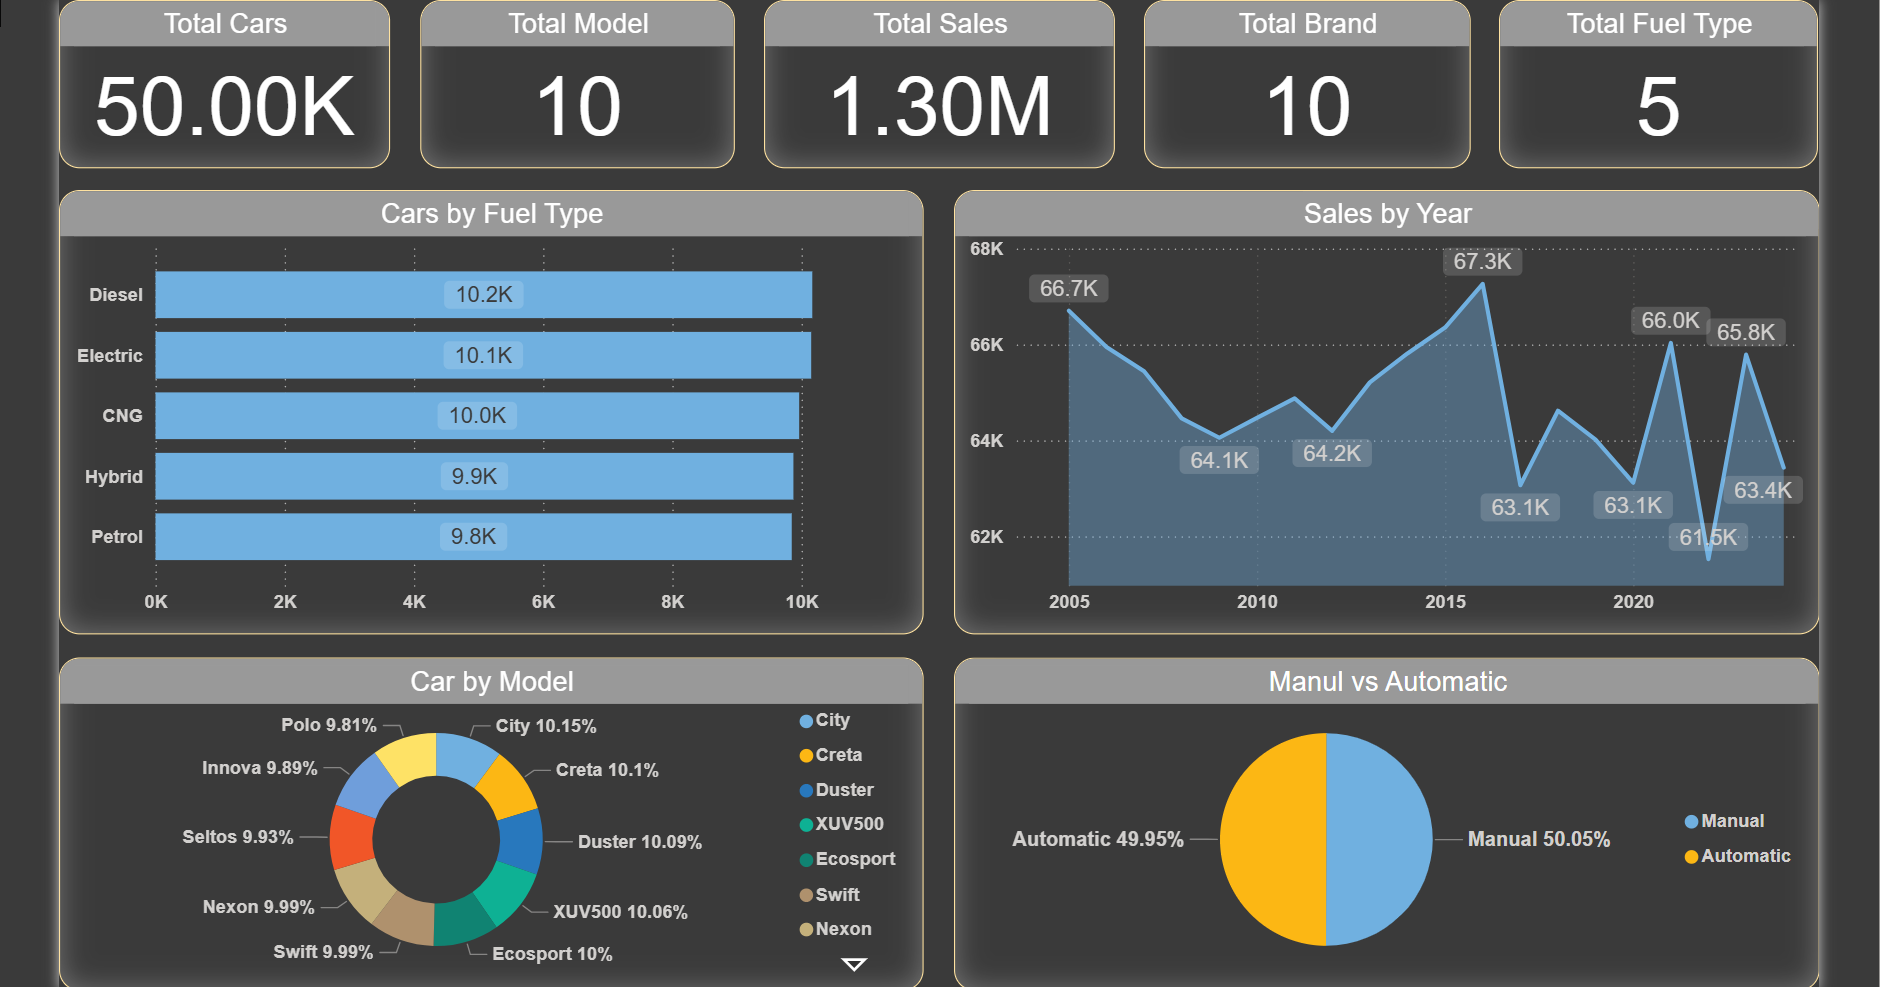 Total Cars
50.00K
Total Model
10
Total Sales
1.30M
Total Brand
10
Total Fuel Type
5
Cars by Fuel Type
Diesel
10.2K
Electric
10.1K
CNG
10.0K
Hybrid
9.9K
Petrol
9.8K
0K 2K 4K 6K 8K 10K
Sales by Year
68K
66K
64K
62K
66.7K
64.1K
64.2K
67.3K
63.1K
63.1K
66.0K
61.5K
65.8K
63.4K
2005 2010 2015 2020
Car by Model
City 10.15%
Creta 10.1%
Duster 10.09%
XUV500 10.06%
Ecosport 10%
Swift 9.99%
Nexon 9.99%
Seltos 9.93%
Innova 9.89%
Polo 9.81%
City
Creta
Duster
XUV500
Ecosport
Swift
Nexon
Manul vs Automatic
Automatic 49.95%
Manual 50.05%
Manual
Automatic